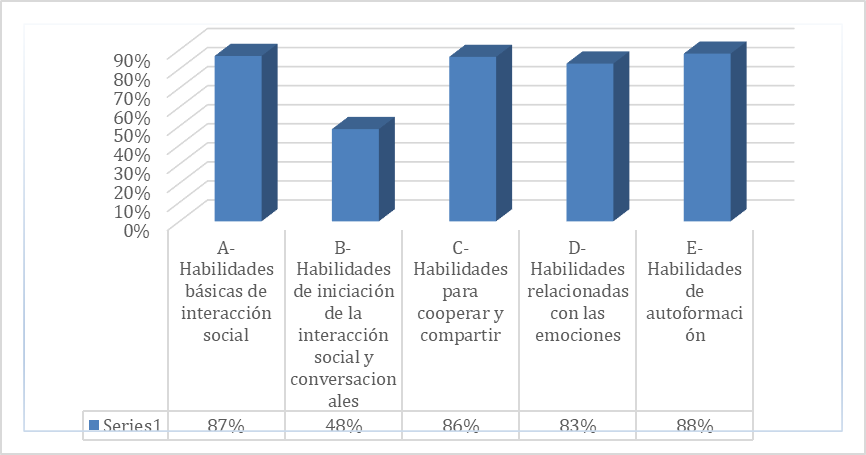 90%
80%
70%
60%
50%
40%
30%
20%
10%
0%
A-
Habilidades
básicas de
interacción
social
B-
Habilidades
de iniciación
de la
interacción
social y
conversacion
ales
C-
Habilidades
para
cooperar y
compartir
D-
Habilidades
relacionadas
con las
emociones
E-
Habilidades
de
autoformaci
ón
Series1 87% 48% 86% 83% 88%